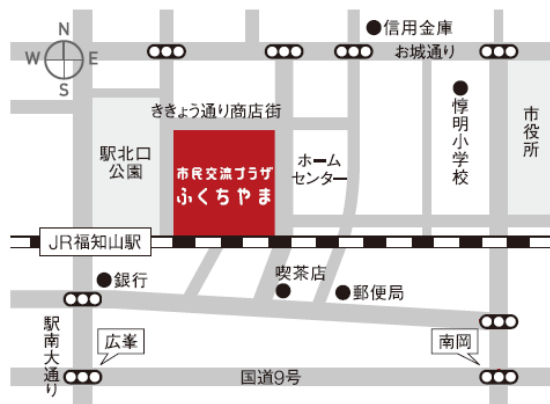 N
W E
S
信用金庫
お城通り
ききょう通り商店街
駅北口
公園
市民交流プラザ
ふくちやま
ホーム
センター
惇明小学校
市役所
JR福知山駅
銀行
喫茶店
郵便局
駅南大通り
広峯
南岡
国道9号